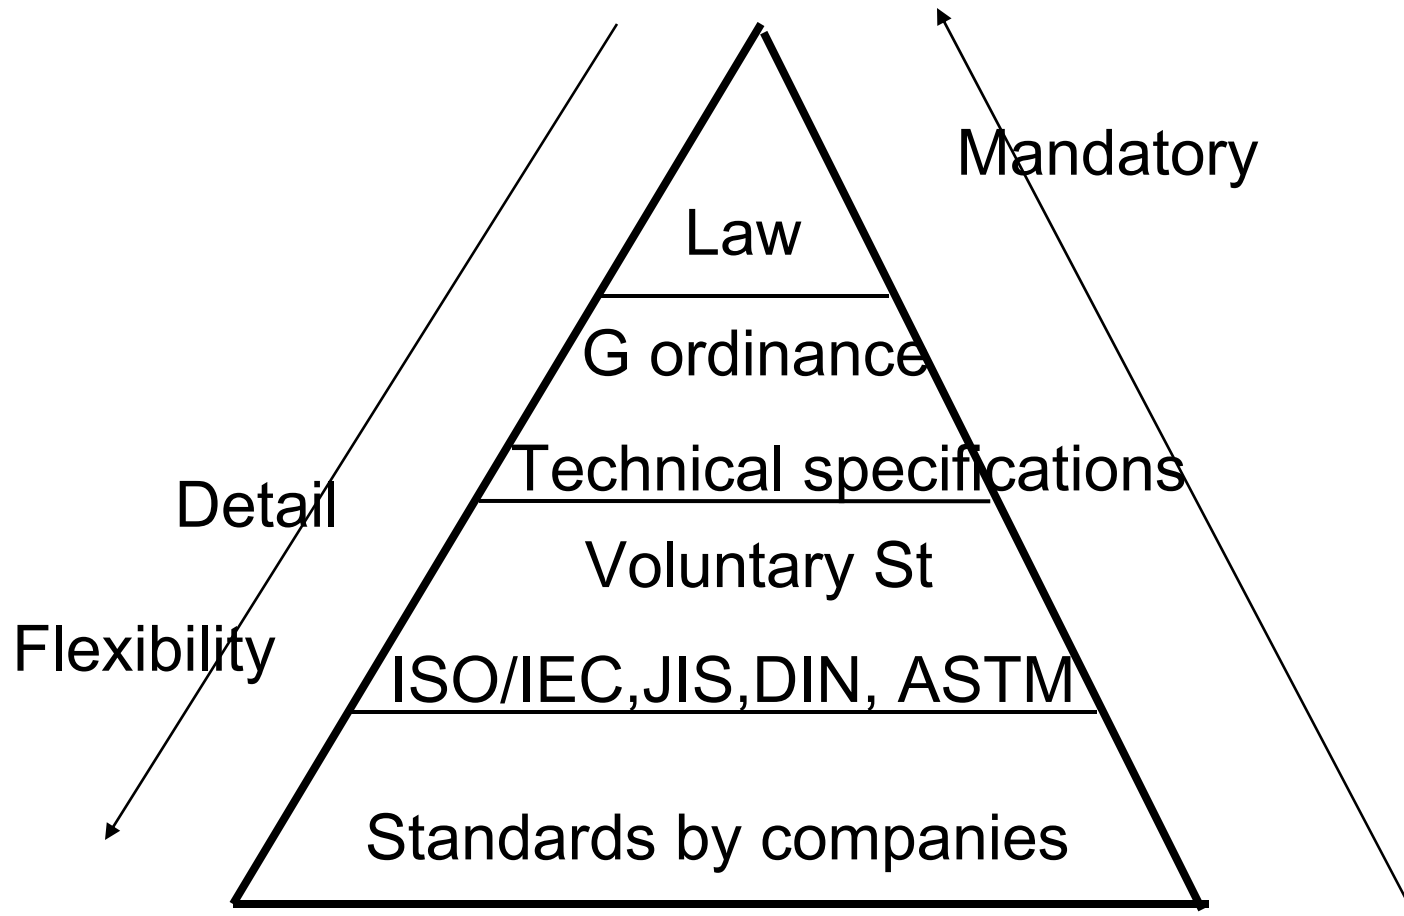 Mandatory
Law
G ordinance
Technical specifications
Detail
Voluntary St
Flexibility
ISO/IEC,JIS,DIN, ASTM
Standards by companies